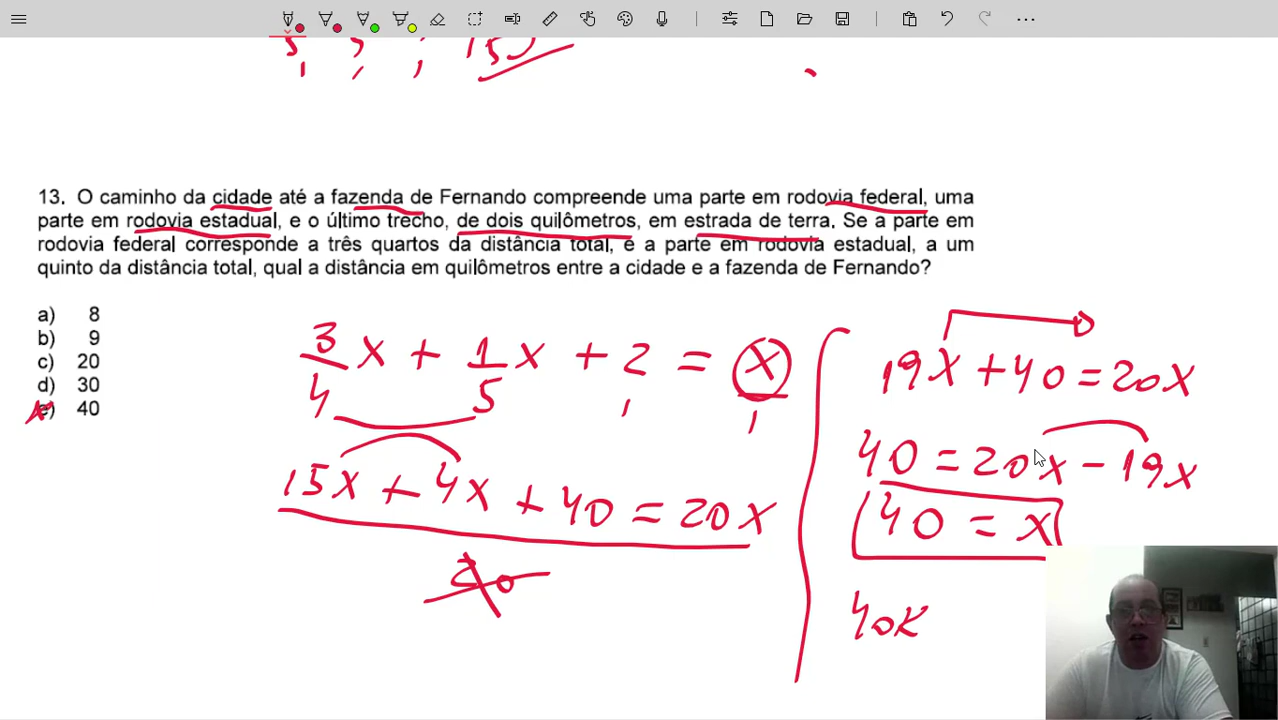 13. O caminho da cidade até a fazenda de Fernando compreende uma parte em rodovia federal, uma
parte em rodovia estadual, e o último trecho, de dois quilômetros, em estrada de terra. Se a parte em
rodovia federal corresponde a três quartos da distância total, e a parte em rodovia estadual, a um
quinto da distância total, qual a distância em quilômetros entre a cidade e a fazenda de Fernando?
a) 8
b) 9
c) 20
d) 30
e) 40
3/4 x + 1/5 x + 2 = x
1 1
15x + 4x + 40 = 20x
19x + 40 = 20x
40 = 20x - 19x
40 = x
40k